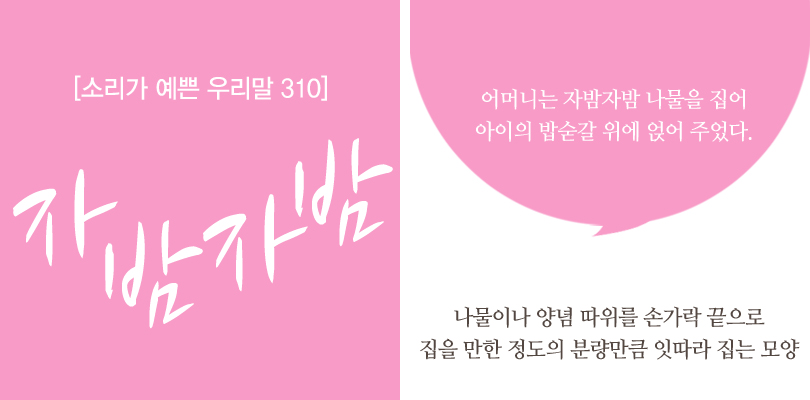 [소리가 예쁜 우리말 310]
자밤자밤
어머니는 자밤자밤 나물을 집어
아이의 밥숟갈 위에 얹어 주었다.
나물이나 양념 따위를 손가락 끝으로
집을 만한 정도의 분량만큼 잇따라 집는 모양